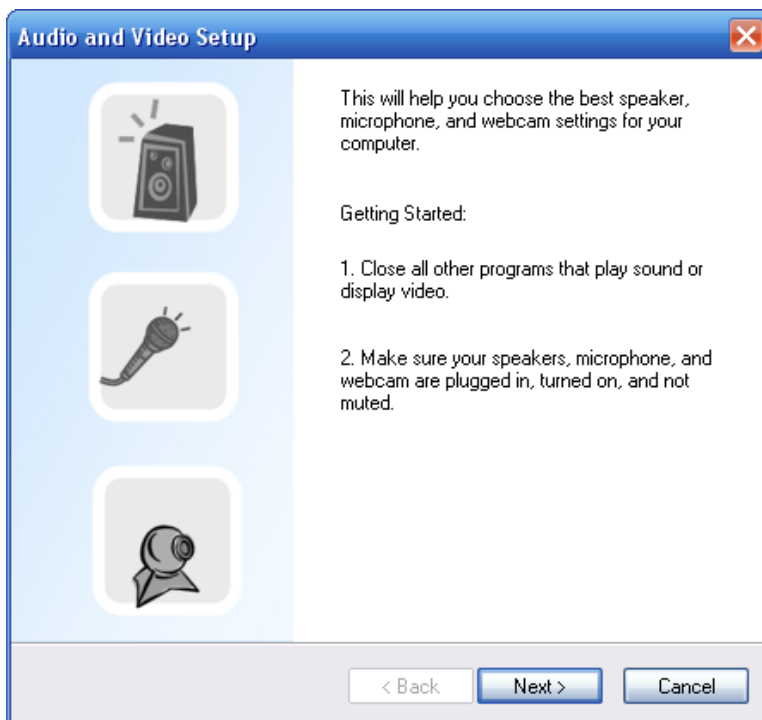 Audio and Video Setup
This will help you choose the best speaker,
microphone, and webcam settings for your
computer.
Getting Started:
1. Close all other programs that play sound or
display video.
2. Make sure your speakers, microphone, and
webcam are plugged in, turned on, and not
muted.
< Back Next > Cancel